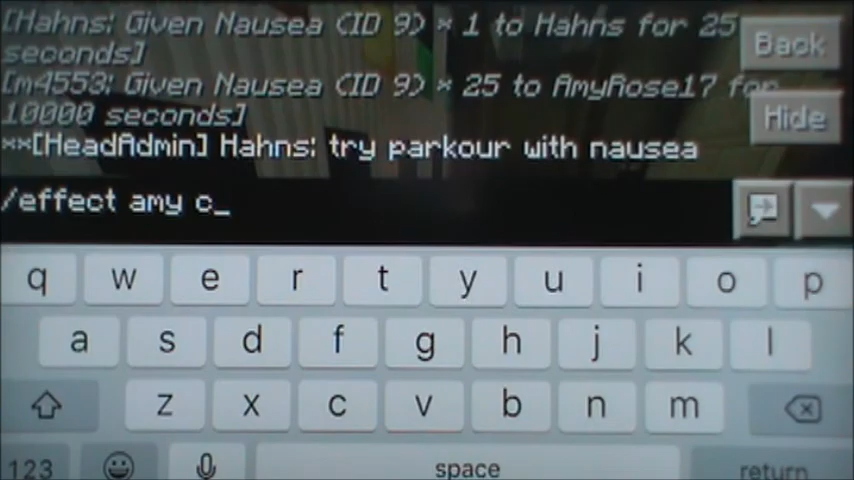 [Hahns: Given Nausea (ID 9) * 1 to Hahns for 25
seconds]
[m4553: Given Nausea (ID 9) * 25 to AmyRose17 for
10000 seconds]
**[HeadAdmin] Hahns: try parkour with nausea
/effect amy c_
Back
Hide
q w e r t y u i o p
a s d f g h j k l
z x c v b n m
123 space return